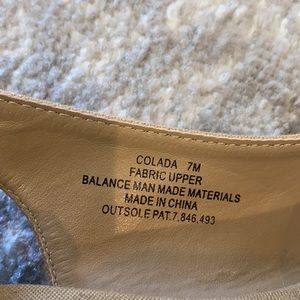 COLADA 7M
FABRIC UPPER
BALANCE MAN MADE MATERIALS
MADE IN CHINA
OUTSOLE PAT.7,846,493